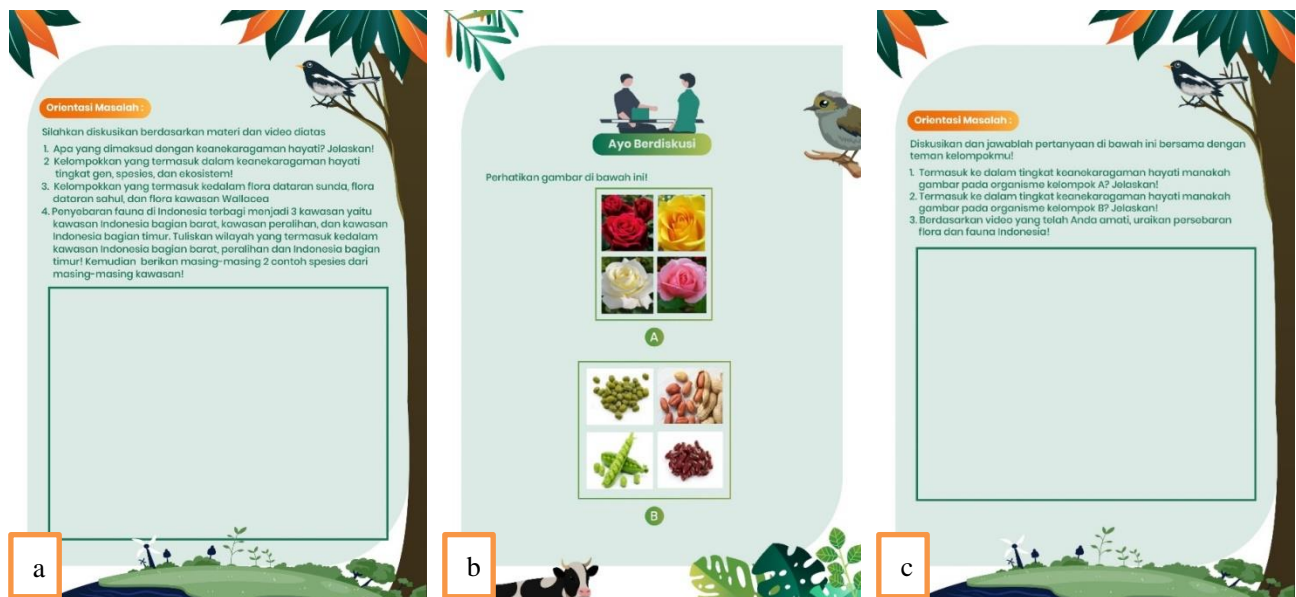 Orientasi Masalah :
Silahkan diskusikan berdasarkan materi dan video diatas
1. Apa yang dimaksud dengan keanekaragaman hayati? Jelaskan!
2 Kelompokkan yang termasuk dalam keanekaragaman hayati
tingkat gen, spesies, dan ekosistem!
3. Kelompokkan yang termasuk kedalam flora dataran sunda, flora
dataran sahul, dan flora kawasan Wallacea
4. Penyebaran fauna di Indonesia terbagi menjadi 3 kawasan yaitu
kawasan Indonesia bagian barat, kawasan peralihan, dan kawasan
Indonesia bagian timur. Tuliskan wilayah yang termasuk kedalam
kawasan Indonesia bagian barat, peralihan dan Indonesia bagian
timur! Kemudian berikan masing-masing 2 contoh spesies dari
masing-masing kawasan!
a
Ayo Berdiskusi
Perhatikan gambar di bawah ini!
A
B
b
Orientasi Masalah :
Diskusikan dan jawablah pertanyaan di bawah ini bersama dengan
teman kelompokmu!
1. Termasuk ke dalam tingkat keanekaragaman hayati manakah
gambar pada organisme kelompok A? Jelaskan!
2. Termasuk ke dalam tingkat keanekaragaman hayati manakah
gambar pada organisme kelompok B? Jelaskan!
3. Berdasarkan video yang telah Anda amati, uraikan persebaran
flora dan fauna Indonesia!
c